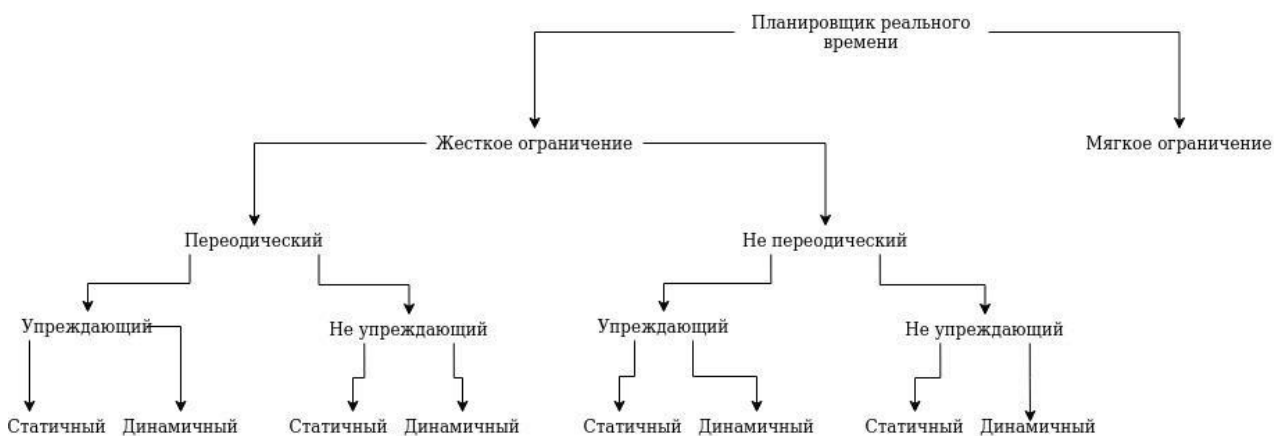 Планировщик реального
времени
Жесткое ограничение
Мягкое ограничение
Переодический
Не переодический
Упреждающий
Не упреждающий
Упреждающий
Не упреждающий
Статичный
Динамичный
Статичный
Динамичный
Статичный
Динамичный
Статичный
Динамичный